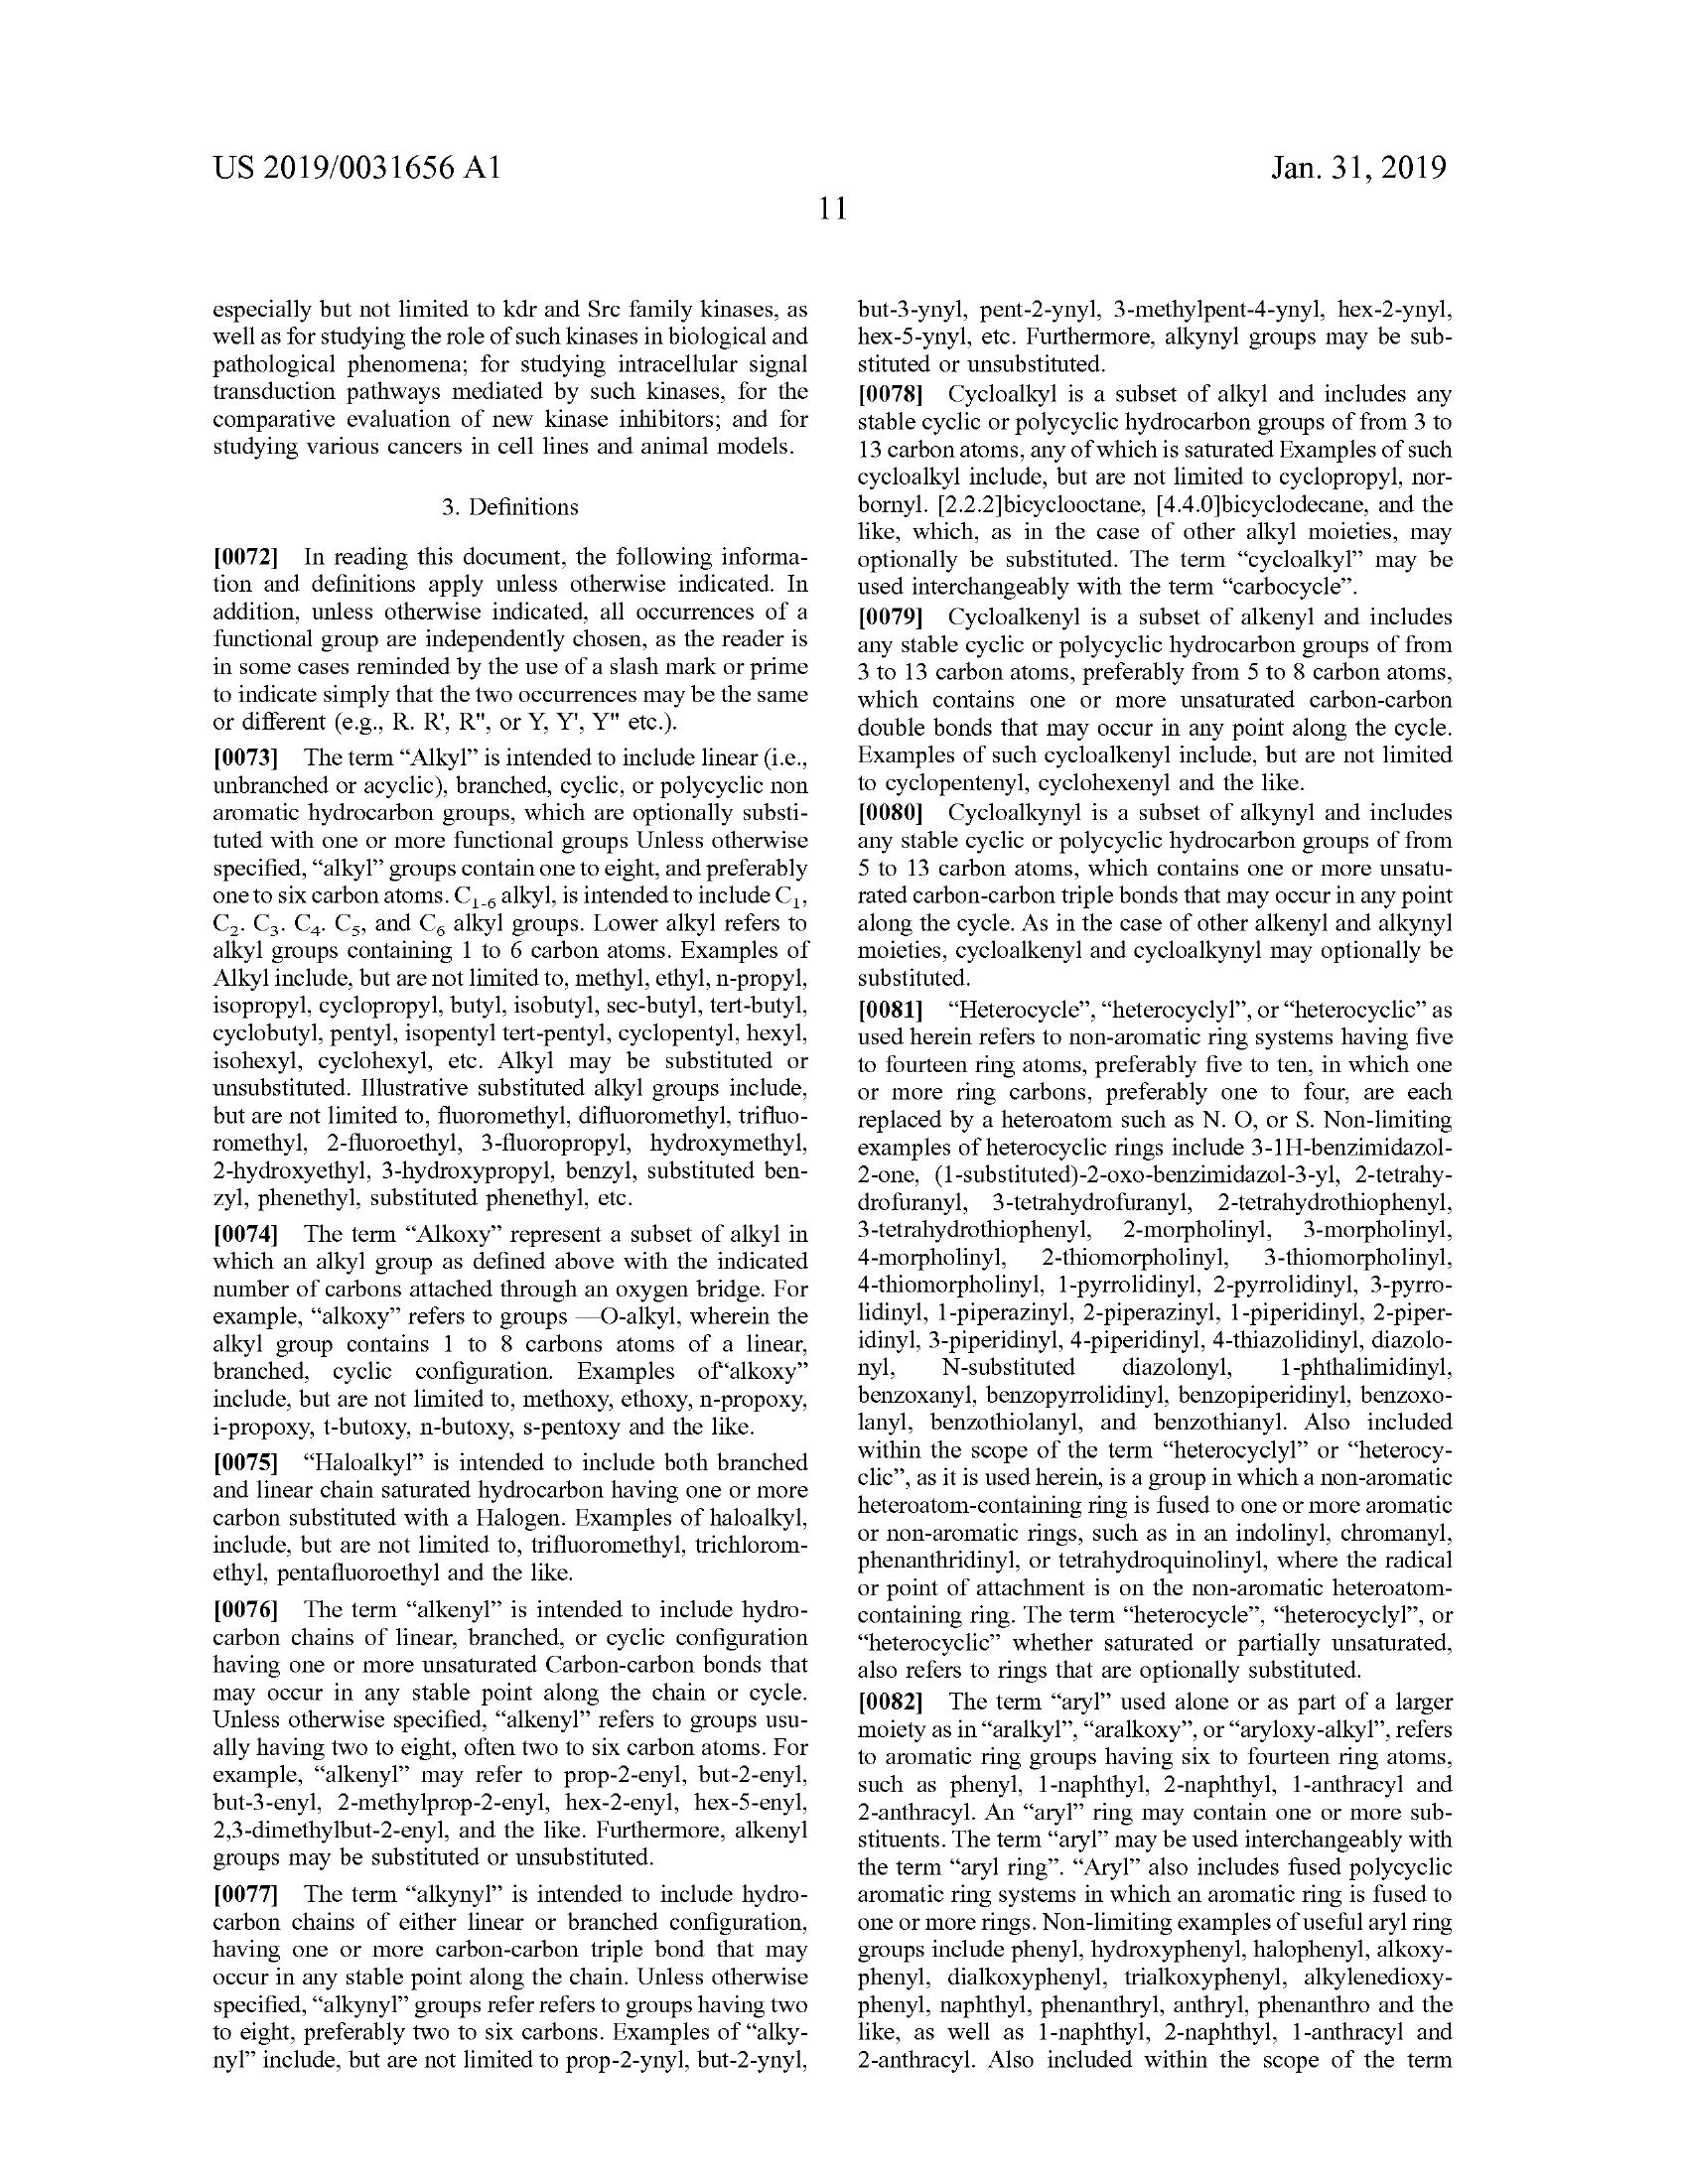 US 2019/0031656 A1
Jan. 31, 2019
11
especially but not limited to kdr and Src family kinases, as
well as for studying the role of such kinases in biological and
pathological phenomena; for studying intracellular signal
transduction pathways mediated by such kinases, for the
comparative evaluation of new kinase inhibitors; and for
studying various cancers in cell lines and animal models.
3. Definitions
[0072] In reading this document, the following informa-
tion and definitions apply unless otherwise indicated. In
addition, unless otherwise indicated, all occurrences of a
functional group are independently chosen, as the reader is
in some cases reminded by the use of a slash mark or prime
to indicate simply that the two occurrences may be the same
or different (e.g., R. R', R", or Y, Y', Y" etc.).
[0073] The term “Alkyl” is intended to include linear (i.e.,
unbranched or acyclic), branched, cyclic, or polycyclic non
aromatic hydrocarbon groups, which are optionally substi-
tuted with one or more functional groups Unless otherwise
specified, “alkyl” groups contain one to eight, and preferably
one to six carbon atoms. C1-6 alkyl, is intended to include C1,
C2. C3. C4. C5, and C6 alkyl groups. Lower alkyl refers to
alkyl groups containing 1 to 6 carbon atoms. Examples of
Alkyl include, but are not limited to, methyl, ethyl, n-propyl,
isopropyl, cyclopropyl, butyl, isobutyl, sec-butyl, tert-butyl,
cyclobutyl, pentyl, isopentyl tert-pentyl, cyclopentyl, hexyl,
isohexyl, cyclohexyl, etc. Alkyl may be substituted or
unsubstituted. Illustrative substituted alkyl groups include,
but are not limited to, fluoromethyl, difluoromethyl, trifluo-
romethyl, 2-fluoroethyl, 3-fluoropropyl, hydroxymethyl,
2-hydroxyethyl, 3-hydroxypropyl, benzyl, substituted ben-
zyl, phenethyl, substituted phenethyl, etc.
[0074] The term “Alkoxy” represent a subset of alkyl in
which an alkyl group as defined above with the indicated
number of carbons attached through an oxygen bridge. For
example, “alkoxy” refers to groups —O-alkyl, wherein the
alkyl group contains 1 to 8 carbons atoms of a linear,
branched, cyclic configuration. Examples of“alkoxy”
include, but are not limited to, methoxy, ethoxy, n-propoxy,
i-propoxy, t-butoxy, n-butoxy, s-pentoxy and the like.
[0075] “Haloalkyl” is intended to include both branched
and linear chain saturated hydrocarbon having one or more
carbon substituted with a Halogen. Examples of haloalkyl,
include, but are not limited to, trifluoromethyl, trichlorom-
ethyl, pentafluoroethyl and the like.
[0076] The term “alkenyl” is intended to include hydro-
carbon chains of linear, branched, or cyclic configuration
having one or more unsaturated Carbon-carbon bonds that
may occur in any stable point along the chain or cycle.
Unless otherwise specified, “alkenyl” refers to groups usu-
ally having two to eight, often two to six carbon atoms. For
example, “alkenyl” may refer to prop-2-enyl, but-2-enyl,
but-3-enyl, 2-methylprop-2-enyl, hex-2-enyl, hex-5-enyl,
2,3-dimethylbut-2-enyl, and the like. Furthermore, alkenyl
groups may be substituted or unsubstituted.
[0077] The term “alkynyl” is intended to include hydro-
carbon chains of either linear or branched configuration,
having one or more carbon-carbon triple bond that may
occur in any stable point along the chain. Unless otherwise
specified, “alkynyl” groups refer refers to groups having two
to eight, preferably two to six carbons. Examples of “alky-
nyl” include, but are not limited to prop-2-ynyl, but-2-ynyl,
but-3-ynyl, pent-2-ynyl, 3-methylpent-4-ynyl, hex-2-ynyl,
hex-5-ynyl, etc. Furthermore, alkynyl groups may be sub-
stituted or unsubstituted.
[0078] Cycloalkyl is a subset of alkyl and includes any
stable cyclic or polycyclic hydrocarbon groups of from 3 to
13 carbon atoms, any of which is saturated Examples of such
cycloalkyl include, but are not limited to cyclopropyl, nor-
bornyl. [2.2.2]bicyclooctane, [4.4.0]bicyclodecane, and the
like, which, as in the case of other alkyl moieties, may
optionally be substituted. The term “cycloalkyl” may be
used interchangeably with the term “carbocycle”.
[0079] Cycloalkenyl is a subset of alkenyl and includes
any stable cyclic or polycyclic hydrocarbon groups of from
3 to 13 carbon atoms, preferably from 5 to 8 carbon atoms,
which contains one or more unsaturated carbon-carbon
double bonds that may occur in any point along the cycle.
Examples of such cycloalkenyl include, but are not limited
to cyclopentenyl, cyclohexenyl and the like.
[0080] Cycloalkynyl is a subset of alkynyl and includes
any stable cyclic or polycyclic hydrocarbon groups of from
5 to 13 carbon atoms, which contains one or more unsatu-
rated carbon-carbon triple bonds that may occur in any point
along the cycle. As in the case of other alkenyl and alkynyl
moieties, cycloalkenyl and cycloalkynyl may optionally be
substituted.
[0081] “Heterocycle”, “heterocyclyl”, or “heterocyclic” as
used herein refers to non-aromatic ring systems having five
to fourteen ring atoms, preferably five to ten, in which one
or more ring carbons, preferably one to four, are each
replaced by a heteroatom such as N. O, or S. Non-limiting
examples of heterocyclic rings include 3-1H-benzimidazol-
2-one, (1-substituted)-2-oxo-benzimidazol-3-yl, 2-tetrahy-
drofuranyl, 3-tetrahydrofuranyl, 2-tetrahydrothiophenyl,
3-tetrahydrothiophenyl, 2-morpholinyl, 3-morpholinyl,
4-morpholinyl, 2-thiomorpholinyl, 3-thiomorpholinyl,
4-thiomorpholinyl, 1-pyrrolidinyl, 2-pyrrolidinyl, 3-pyrro-
lidinyl, 1-piperazinyl, 2-piperazinyl, 1-piperidinyl, 2-piper-
idinyl, 3-piperidinyl, 4-piperidinyl, 4-thiazolidinyl, diazolo-
nyl, N-substituted diazolonyl, 1-phthalimidinyl,
benzoxanyl, benzopyrrolidinyl, benzopiperidinyl, benzoxo-
lanyl, benzothiolanyl, and benzothianyl. Also included
within the scope of the term “heterocyclyl” or “heterocy-
clic”, as it is used herein, is a group in which a non-aromatic
heteroatom-containing ring is fused to one or more aromatic
or non-aromatic rings, such as in an indolinyl, chromanyl,
phenanthridinyl, or tetrahydroquinolinyl, where the radical
or point of attachment is on the non-aromatic heteroatom-
containing ring. The term “heterocycle”, “heterocyclyl”, or
“heterocyclic” whether saturated or partially unsaturated,
also refers to rings that are optionally substituted.
[0082] The term “aryl” used alone or as part of a larger
moiety as in “aralkyl”, “aralkoxy”, or “aryloxy-alkyl”, refers
to aromatic ring groups having six to fourteen ring atoms,
such as phenyl, 1-naphthyl, 2-naphthyl, 1-anthracyl and
2-anthracyl. An “aryl” ring may contain one or more sub-
stituents. The term “aryl” may be used interchangeably with
the term “aryl ring”. “Aryl” also includes fused polycyclic
aromatic ring systems in which an aromatic ring is fused to
one or more rings. Non-limiting examples of useful aryl ring
groups include phenyl, hydroxyphenyl, halophenyl, alkoxy-
phenyl, dialkoxyphenyl, trialkoxyphenyl, alkylenedioxy-
phenyl, naphthyl, phenanthryl, anthryl, phenanthro and the
like, as well as 1-naphthyl, 2-naphthyl, 1-anthracyl and
2-anthracyl. Also included within the scope of the term